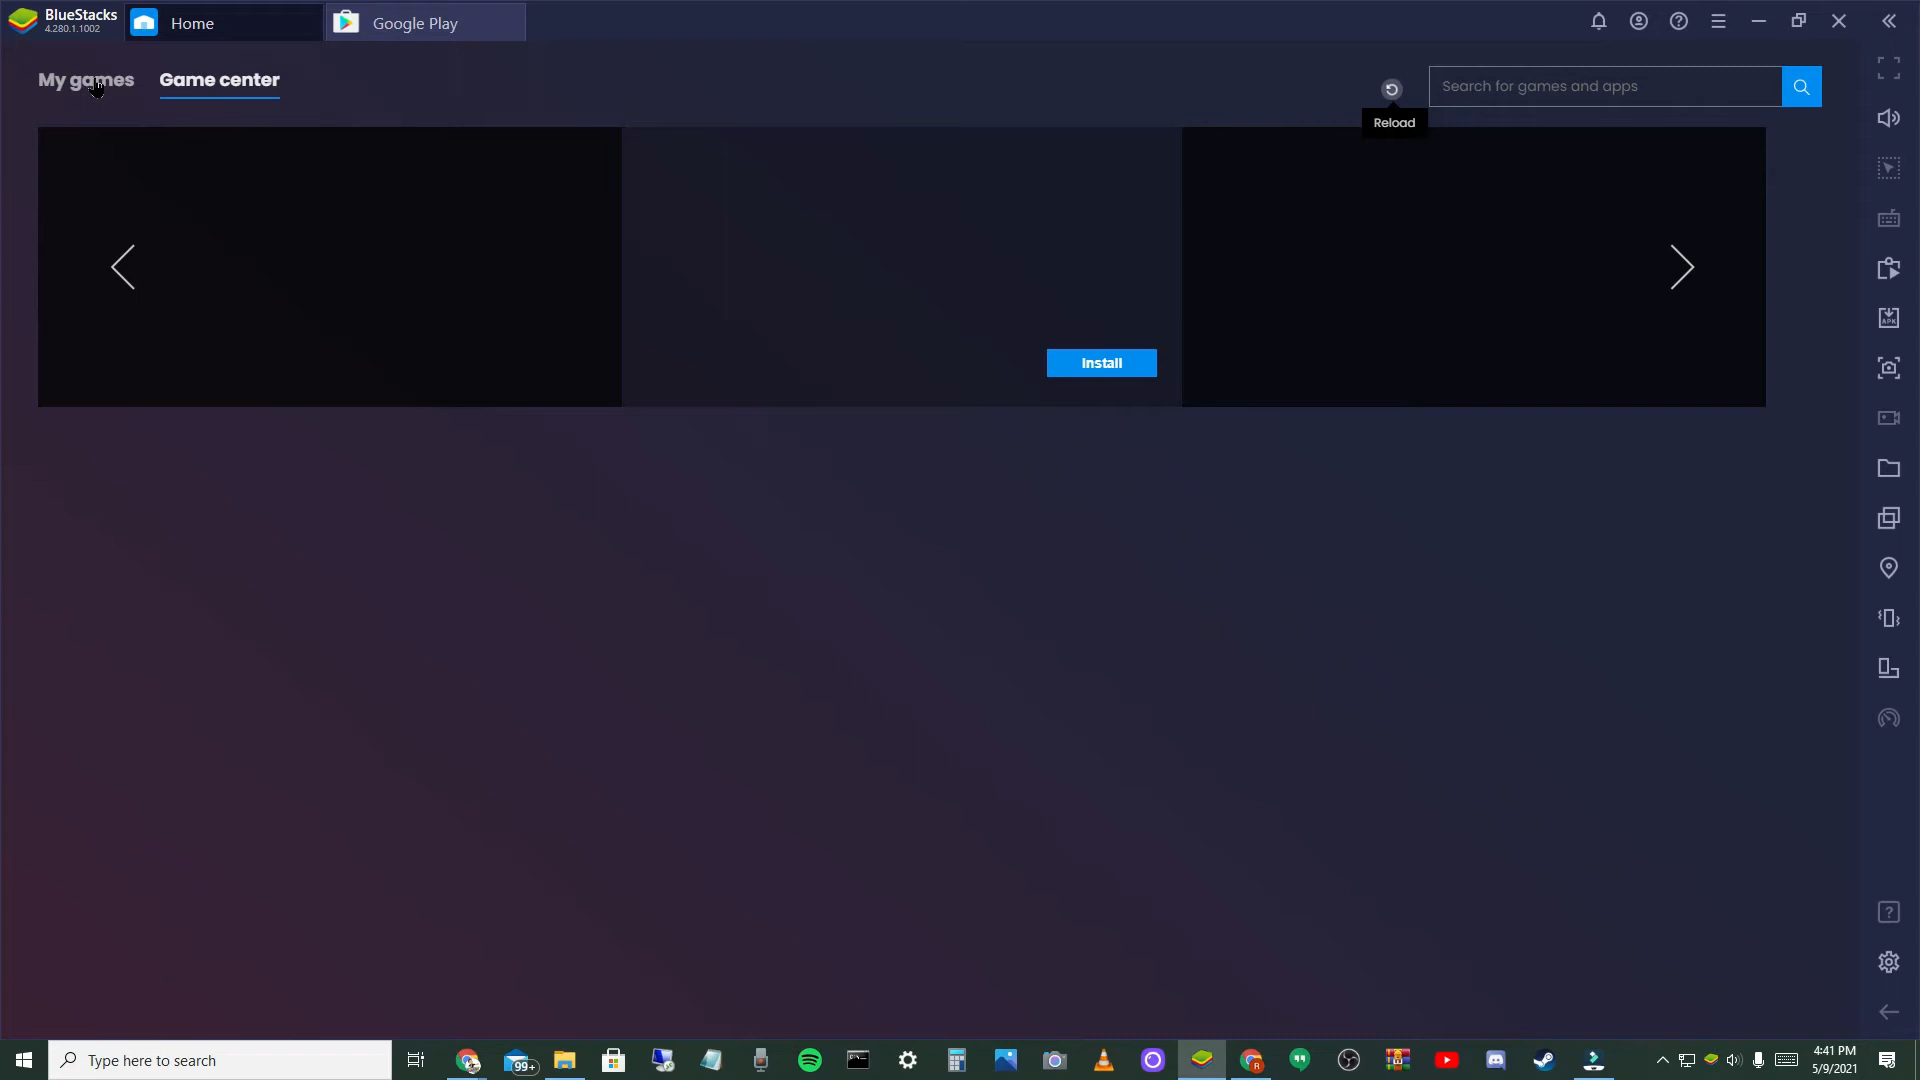 BlueStacks
4.280.1.1002
Home
Google Play
My games
Game center
Search for games and apps
Reload
Install
APK
?
Type here to search
99+
R
4:41 PM
5/9/2021